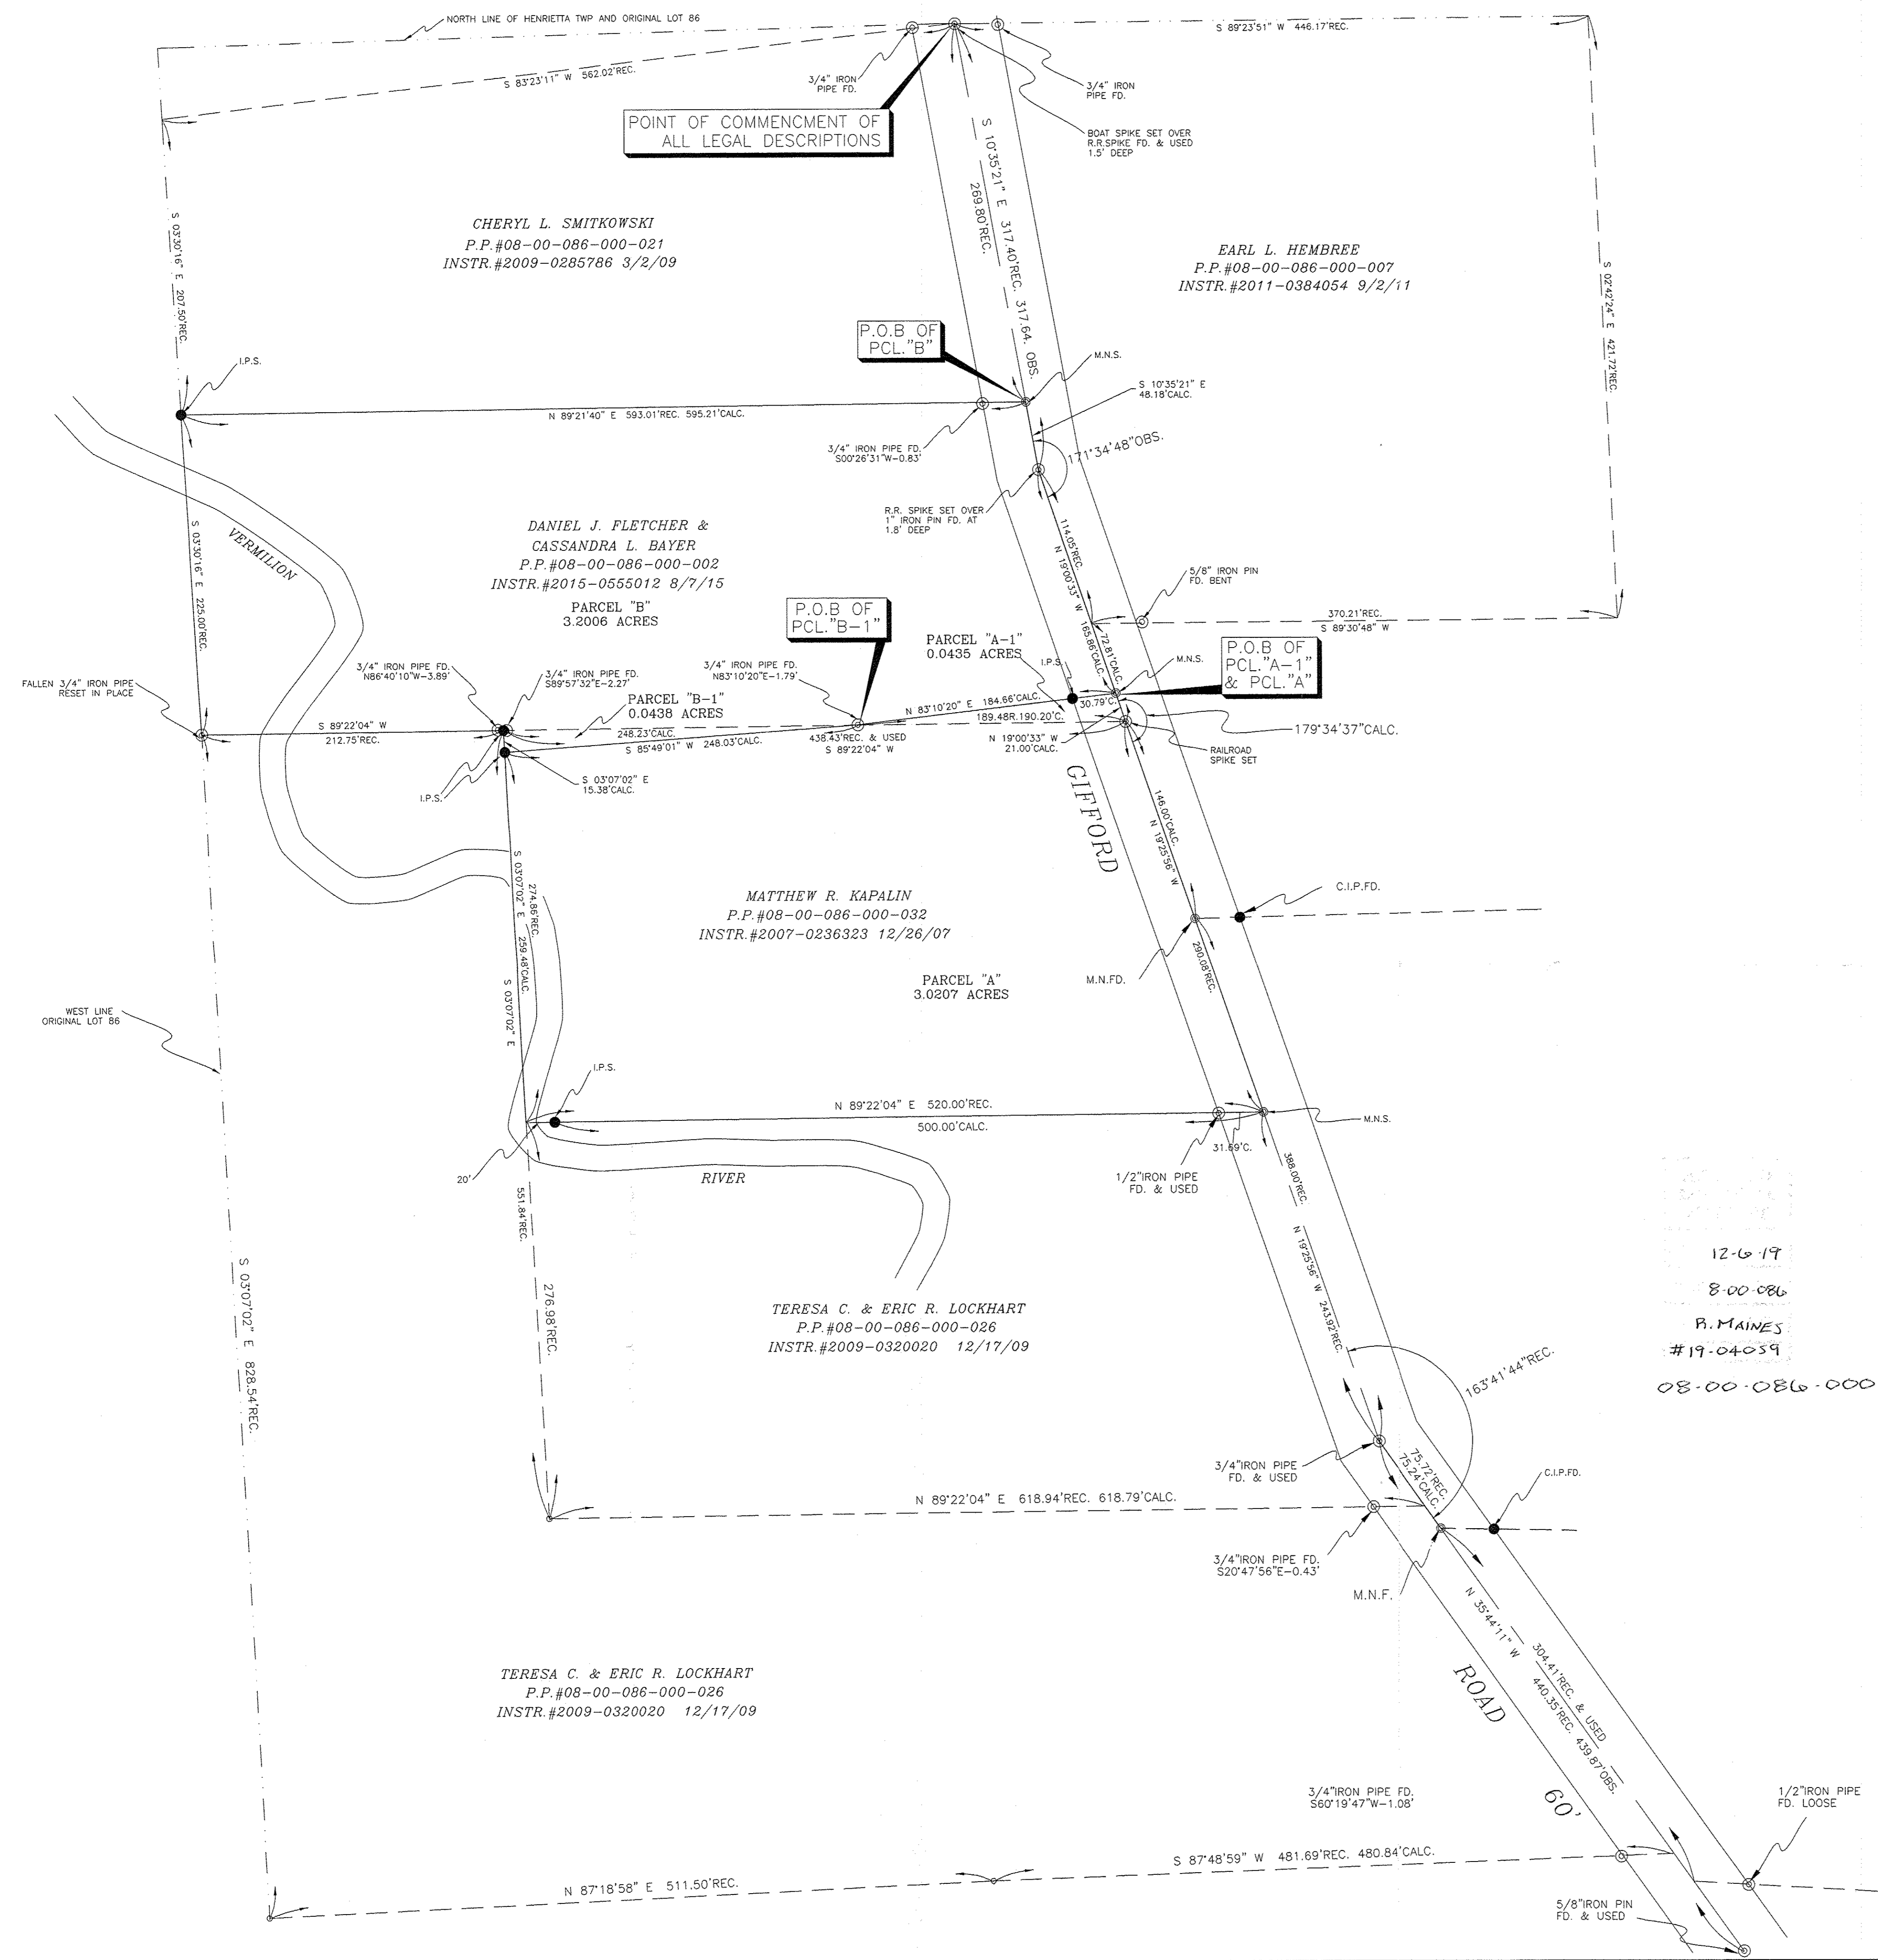 NORTH LINE OF HENRIETTA TWP AND ORIGINAL LOT 86
S 89°23'51" W 446.17'REC.
S 83°23'11" W 562.02'REC.
3/4" IRON
PIPE FD.
3/4" IRON
PIPE FD.
POINT OF COMMENCMENT OF
ALL LEGAL DESCRIPTIONS
BOAT SPIKE SET OVER
R.R.SPIKE FD. & USED
1.5' DEEP
S 10°35'21" E 317.40'REC. 317.64. OBS.
269.80'REC.
CHERYL L. SMITKOWSKI
P.P.#08-00-086-000-021
INSTR.#2009-0285786 3/2/09
EARL L. HEMBREE
P.P.#08-00-086-000-007
INSTR.#2011-0384054 9/2/11
S 03°30'16" E 207.50'REC.
S 02°42'24" E 421.72'REC.
P.O.B OF
PCL."B"
I.P.S.
M.N.S.
S 10°35'21" E
48.18'CALC.
N 89°21'40" E 593.01'REC. 595.21'CALC.
3/4" IRON PIPE FD.
S00°26'31"W-0.83'
171°34'48"OBS.
R.R. SPIKE SET OVER
1" IRON PIN FD. AT
1.8' DEEP
VERMILION
S 03°30'16" E 225.00'REC.
DANIEL J. FLETCHER &
CASSANDRA L. BAYER
P.P.#08-00-086-000-002
INSTR.#2015-0555012 8/7/15
PARCEL "B"
3.2006 ACRES
114.05'REC.
N 19°00'33" W 165.86'CALC.
72.81'CALC.
5/8" IRON PIN
FD. BENT
370.21'REC.
S 89°30'48" W
P.O.B OF
PCL."B-1"
PARCEL "A-1"
0.0435 ACRES
I.P.S.
M.N.S.
P.O.B OF
PCL."A-1"
& PCL."A"
FALLEN 3/4" IRON PIPE
RESET IN PLACE
3/4" IRON PIPE FD.
N86°40'10"W-3.89'
3/4" IRON PIPE FD.
S89°57'32"E-2.27'
3/4" IRON PIPE FD.
N83°10'20"E-1.79'
PARCEL "B-1"
0.0438 ACRES
N 83°10'20" E 184.66'CALC.
30.79'C.
189.48R.190.20'C.
S 89°22'04" W
212.75'REC.
248.23'CALC.
S 85°49'01" W 248.03'CALC.
438.43'REC. & USED
S 89°22'04" W
N 19°00'33" W
21.00'CALC.
179°34'37"CALC.
RAILROAD
SPIKE SET
I.P.S.
S 03°07'02" E
15.38'CALC.
GIFFORD
146.00'CALC.
N 19°25'56" W
274.86'REC.
S 03°07'02" E 259.48'CALC.
S 03°07'02" E
MATTHEW R. KAPALIN
P.P.#08-00-086-000-032
INSTR.#2007-0236323 12/26/07
C.I.P.FD.
M.N.FD.
290.08'REC.
PARCEL "A"
3.0207 ACRES
WEST LINE
ORIGINAL LOT 86
I.P.S.
N 89°22'04" E 520.00'REC.
500.00'CALC.
31.69'C.
M.N.S.
20'
1/2"IRON PIPE
FD. & USED
RIVER
551.84'REC.
276.98'REC.
388.00'REC.
N 19°25'56" W 243.92'REC.
12-6-19
8-00-086
R. MAINES
#19-04059
08-00-086-000
S 03°07'02" E 828.54'REC.
TERESA C. & ERIC R. LOCKHART
P.P.#08-00-086-000-026
INSTR.#2009-0320020 12/17/09
163°41'44"REC.
3/4"IRON PIPE
FD. & USED
75.72'REC.
75.24'CALC.
C.I.P.FD.
N 89°22'04" E 618.94'REC. 618.79'CALC.
3/4"IRON PIPE FD.
S20°47'56"E-0.43'
M.N.F.
N 35°44'11" W 440.35'REC. 439.87'OBS.
304.41'REC. & USED
TERESA C. & ERIC R. LOCKHART
P.P.#08-00-086-000-026
INSTR.#2009-0320020 12/17/09
ROAD
60'
3/4"IRON PIPE FD.
S60°19'47"W-1.08'
1/2"IRON PIPE
FD. LOOSE
S 87°48'59" W 481.69'REC. 480.84'CALC.
N 87°18'58" E 511.50'REC.
5/8"IRON PIN
FD. & USED